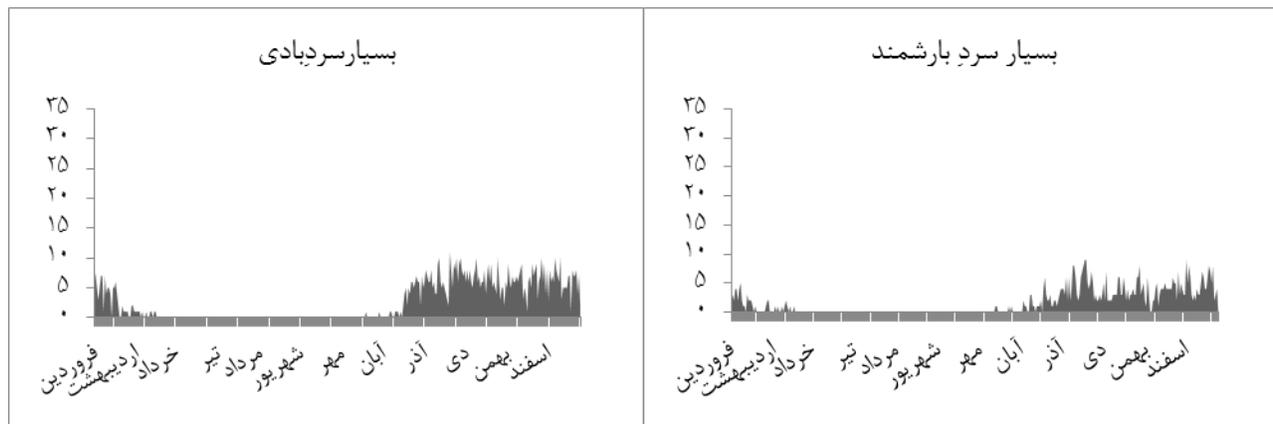 بسیار سردِ بارشمند
۳۵
۳۰
۲۵
۲۰
۱۵
۱۰
۵
۰
فروردین
اردیبهشت
خرداد
تیر
مرداد
شهریور
مهر
آبان
آذر
دی
بهمن
اسفند
بسیارسردِبادی
۳۵
۳۰
۲۵
۲۰
۱۵
۱۰
۵
۰
فروردین
اردیبهشت
خرداد
تیر
مرداد
شهریور
مهر
آبان
آذر
دی
بهمن
اسفند